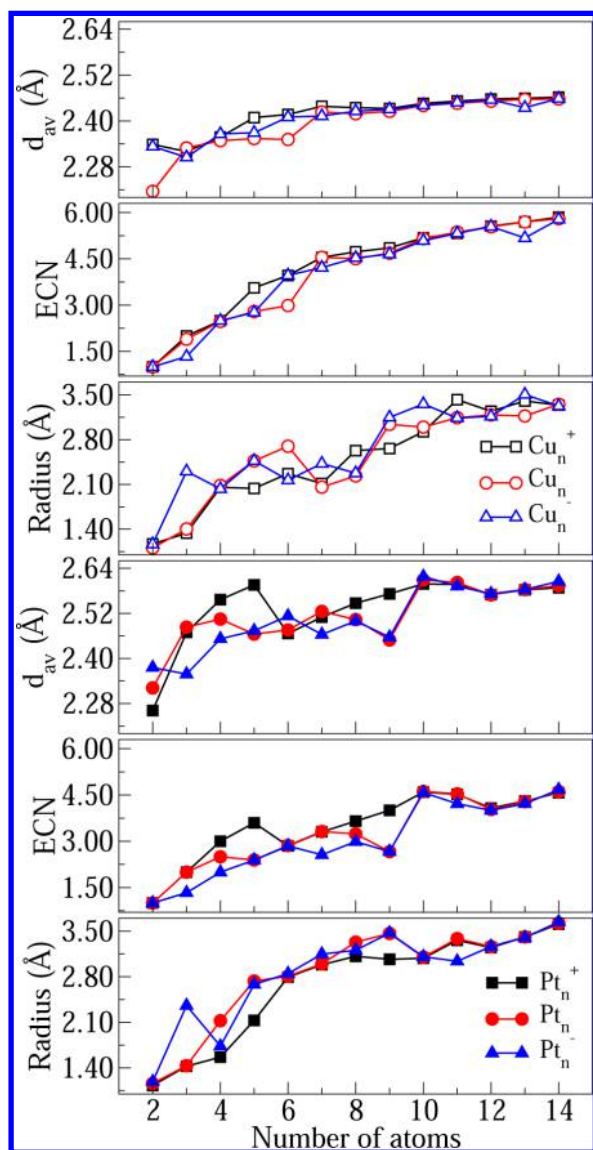 2.64
2.52
2.40
2.28
d_av (Å)
6.00
4.50
3.00
1.50
ECN
3.50
2.80
2.10
1.40
Radius (Å)
Cu_n^+
Cu_n
Cu_n^-
2.64
2.52
2.40
2.28
d_av (Å)
6.00
4.50
3.00
1.50
ECN
3.50
2.80
2.10
1.40
Radius (Å)
Pt_n^+
Pt_n
Pt_n^-
2 4 6 8 10 12 14
Number of atoms